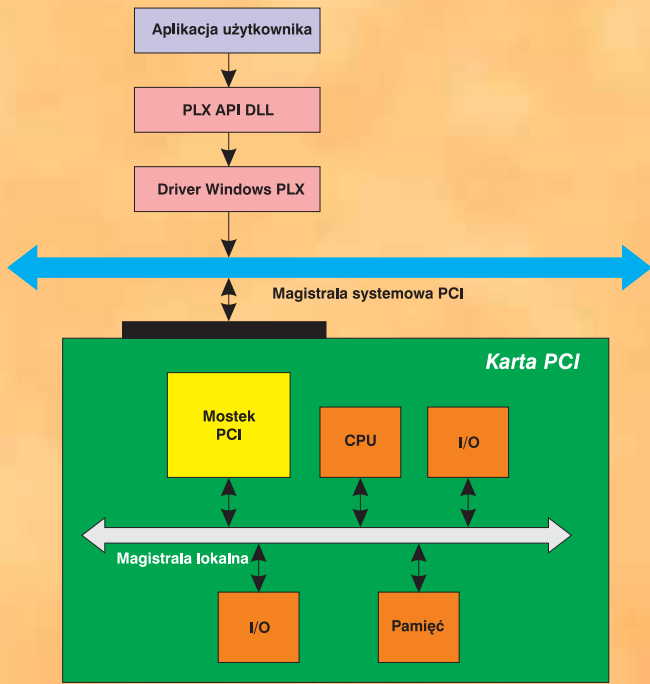 Aplikacja użytkownika
PLX API DLL
Driver Windows PLX
Magistrala systemowa PCI
Karta PCI
Mostek
PCI
CPU
I/O
Magistrala lokalna
I/O
Pamięć